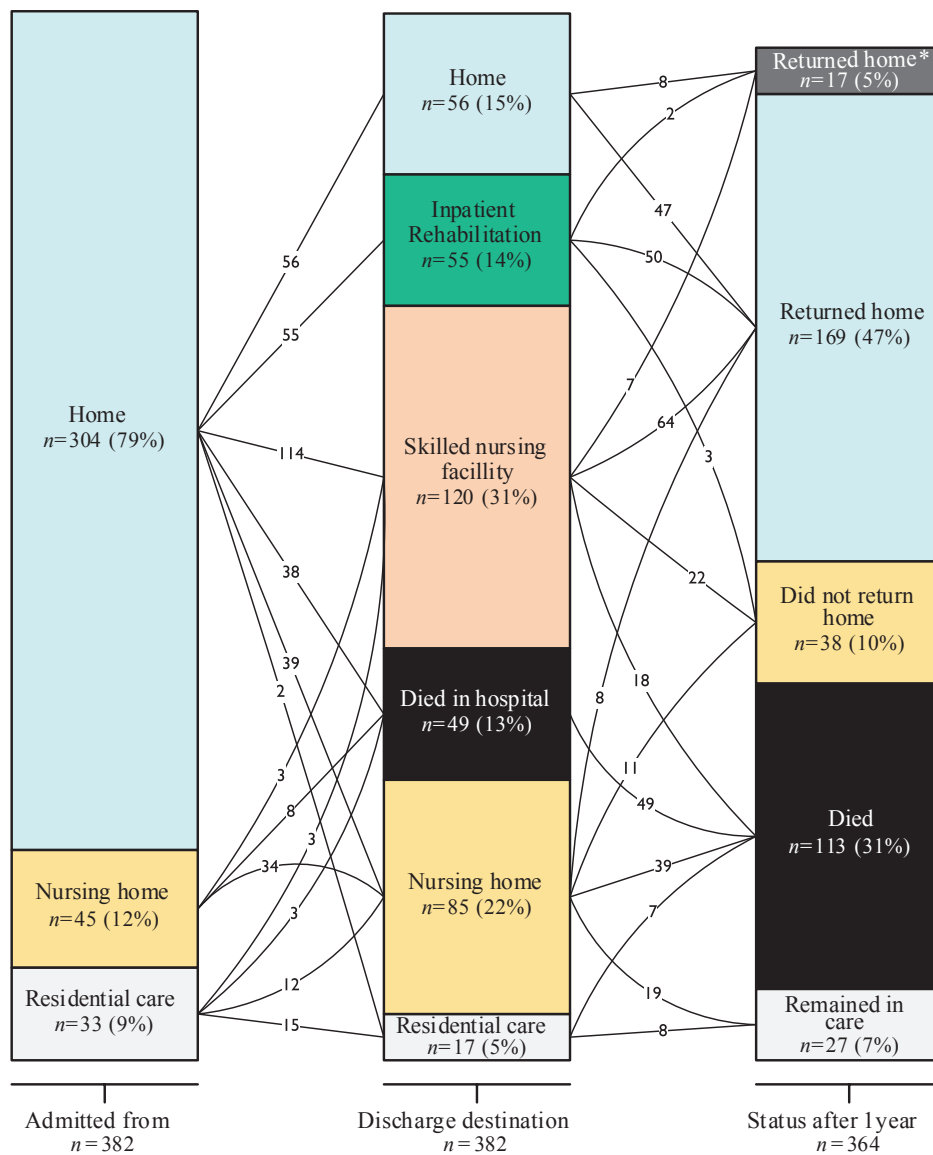 Home
n=304 (79%)
Nursing home
n=45 (12%)
Residential care
n=33 (9%)
56
55
114
38
39
2
3
8
34
3
3
12
15
Home
n=56 (15%)
Inpatient
Rehabilitation
n=55 (14%)
Skilled nursing
facillity
n=120 (31%)
Died in hospital
n=49 (13%)
Nursing home
n=85 (22%)
Residential care
n=17 (5%)
8
2
47
50
7
64
3
22
18
8
11
49
39
7
19
8
Returned home*
n=17 (5%)
Returned home
n=169 (47%)
Did not return
home
n=38 (10%)
Died
n=113 (31%)
Remained in
care
n=27 (7%)
Admitted from
n=382
Discharge destination
n=382
Status after 1year
n=364